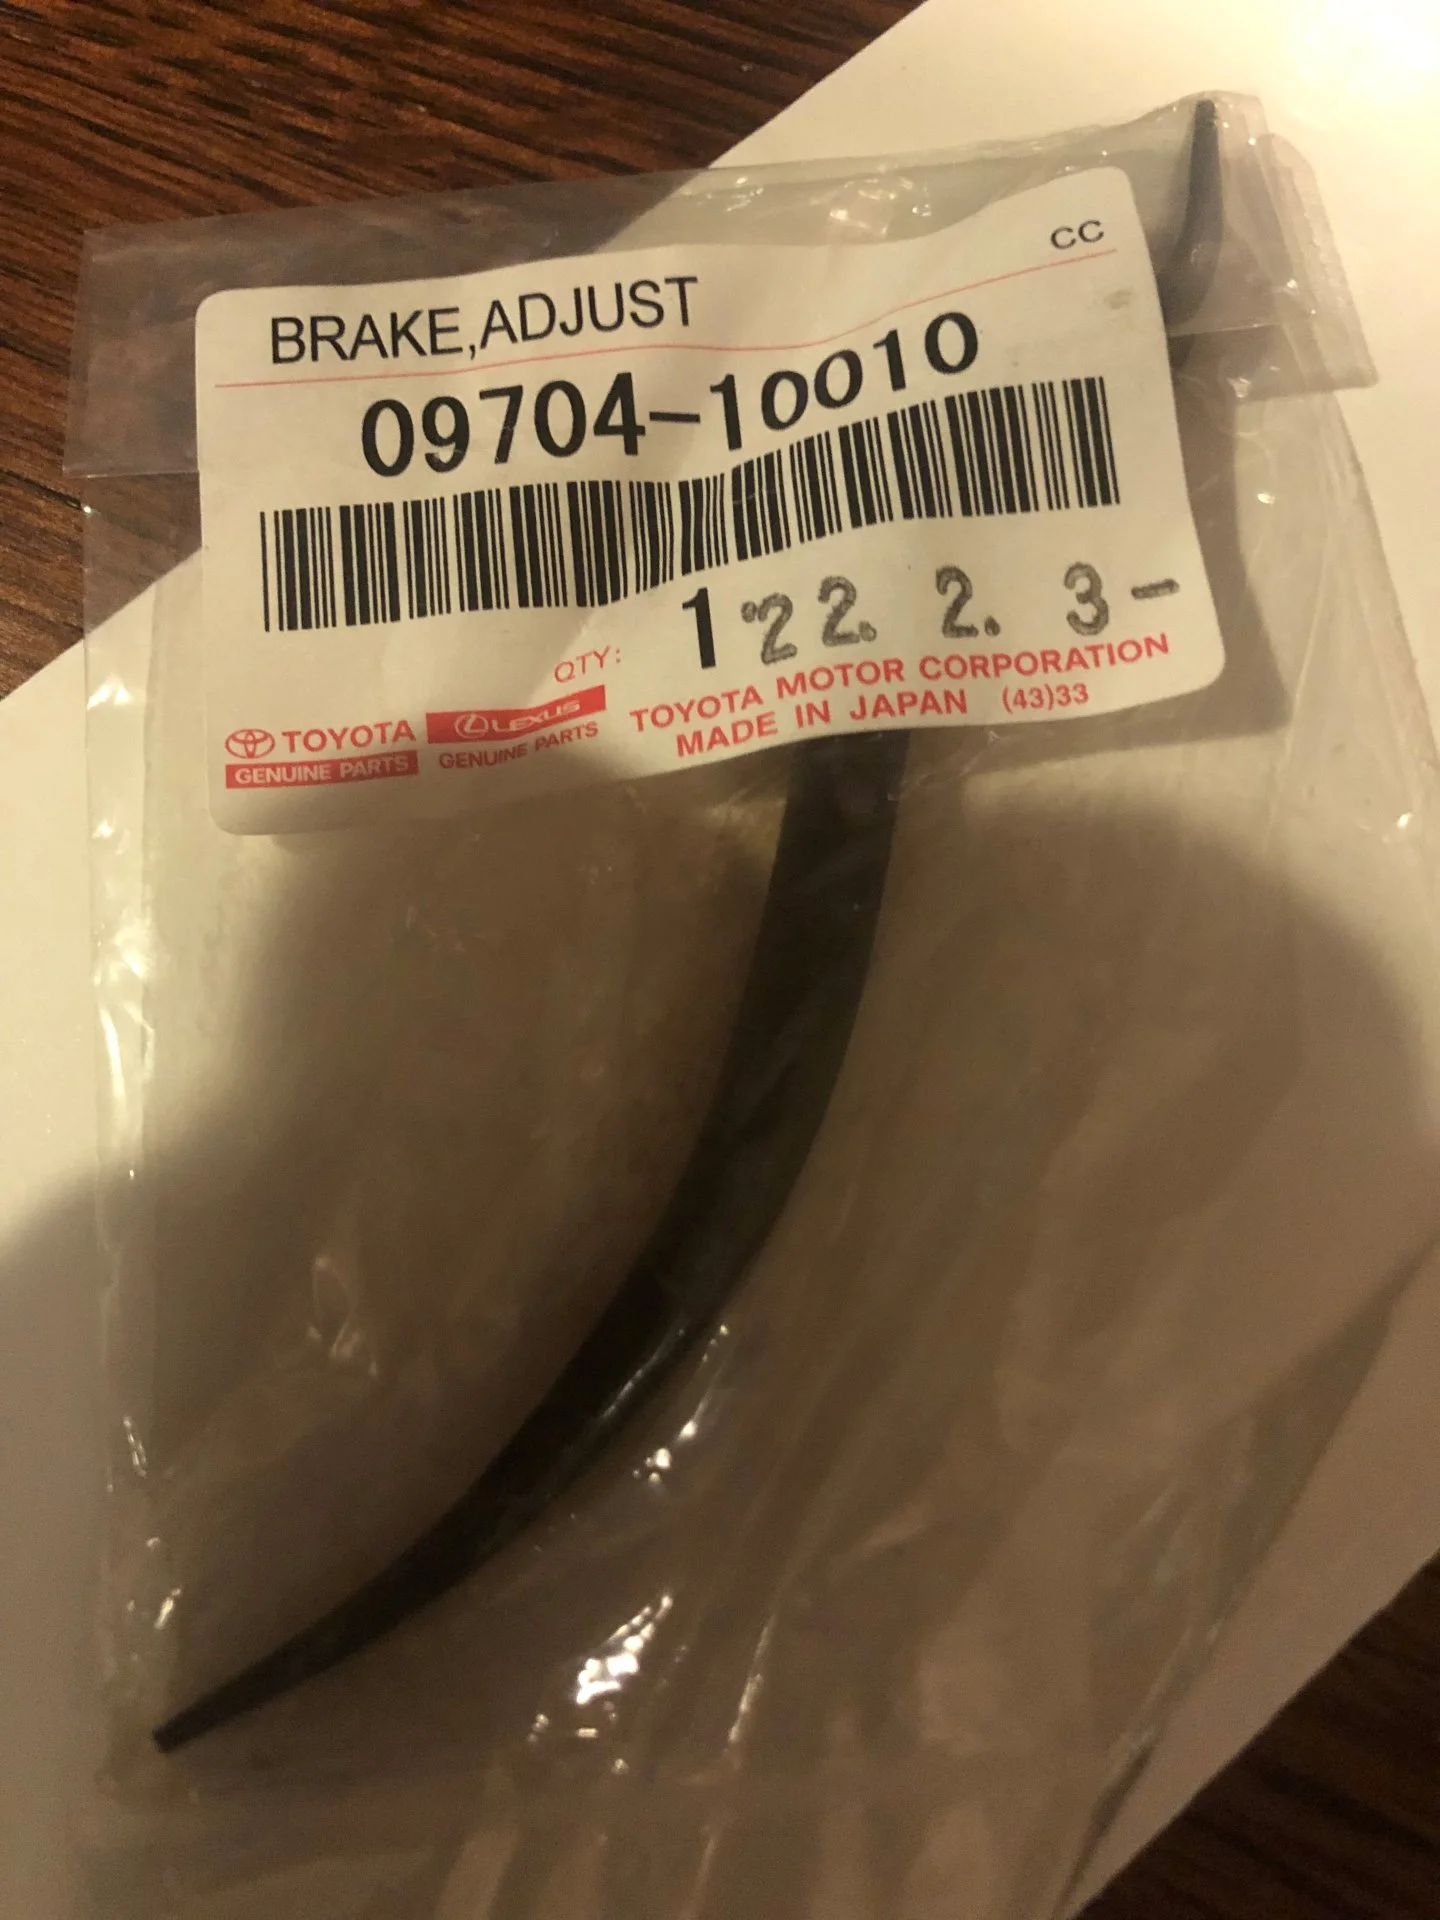 CC
BRAKE,ADJUST
09704-10010
QTY: 1 '22. 2. 3-
TOYOTA LEXUS TOYOTA MOTOR CORPORATION
GENUINE PARTS GENUINE PARTS MADE IN JAPAN (43)33